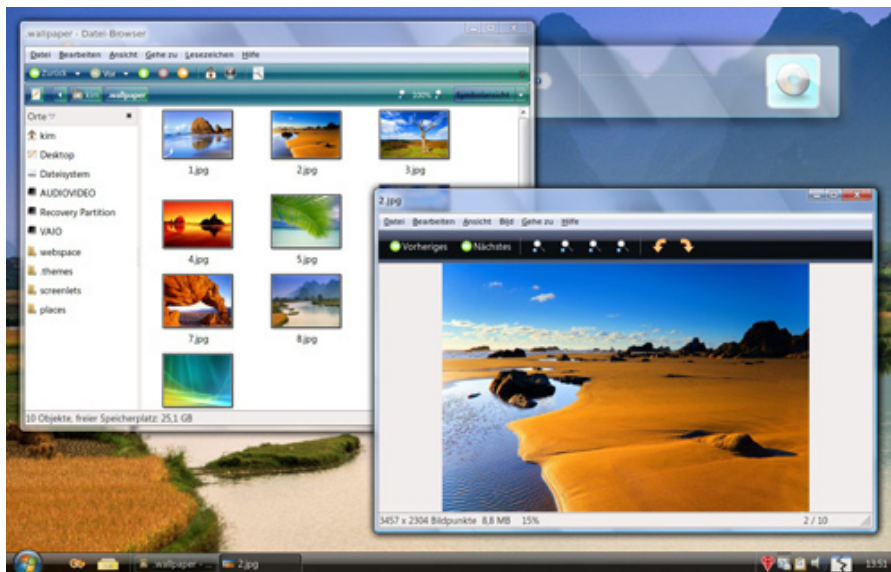 .wallpaper - Datei-Browser
Datei Bearbeiten Ansicht Gehe zu Lesezeichen Hilfe
Zurück Vor
kim .wallpaper 100% Symbolansicht
Orte
kim
Desktop
Dateisystem
AUDIOVIDEO
Recovery Partition
VAIO
webspace
.themes
screenlets
places
1.jpg 2.jpg 3.jpg
4.jpg 5.jpg
7.jpg 8.jpg
10 Objekte, freier Speicherplatz: 25,1 GB
2.jpg
Datei Bearbeiten Ansicht Bild Gehe zu Hilfe
Vorheriges Nächstes
3457 x 2304 Bildpunkte 8,8 MB 15% 2 / 10
.wallpaper - ... 2.jpg 13:51